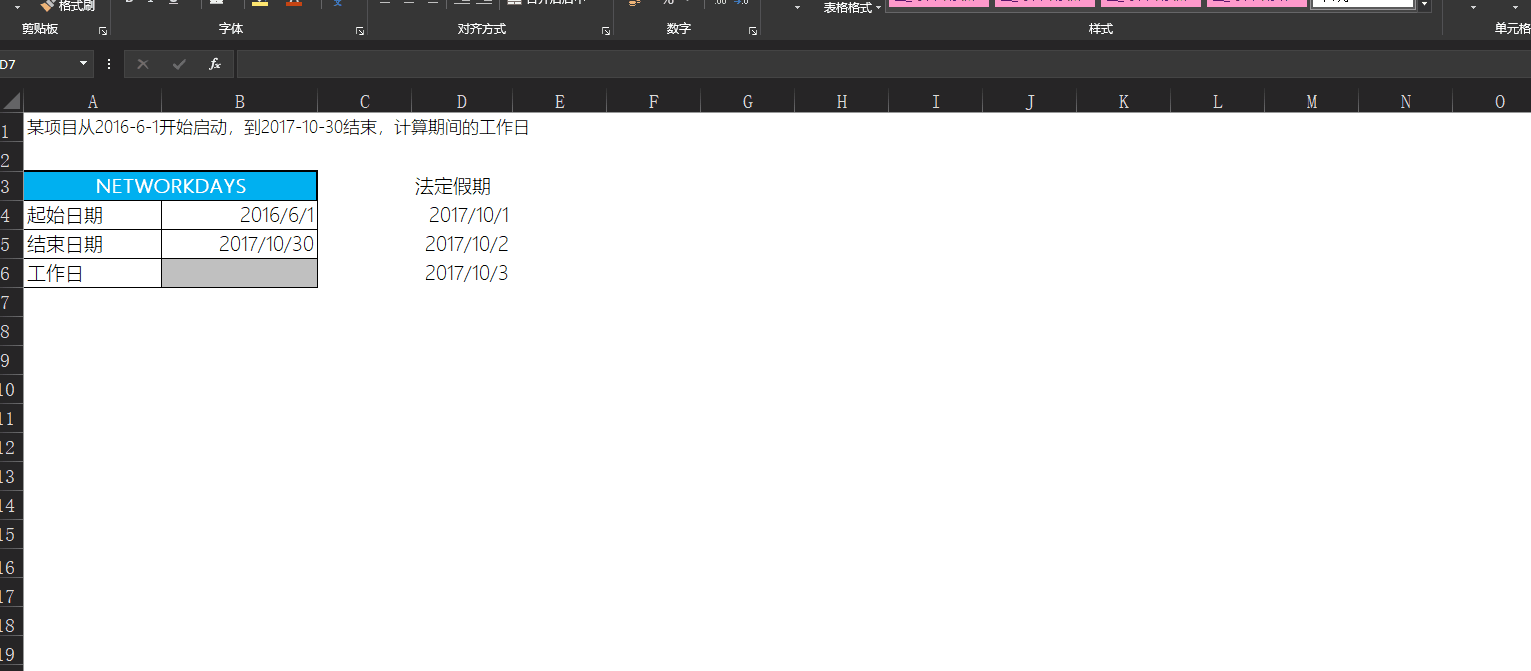 格式刷
表格格式
剪贴板 字体 对齐方式 数字 样式 单元格
D7 fx
A B C D E F G H I J K L M N O
1 某项目从2016-6-1开始启动，到2017-10-30结束，计算期间的工作日
2
3 NETWORKDAYS 法定假期
4 起始日期 2016/6/1 2017/10/1
5 结束日期 2017/10/30 2017/10/2
6 工作日 2017/10/3
7
8
9
10
11
12
13
14
15
16
17
18
19